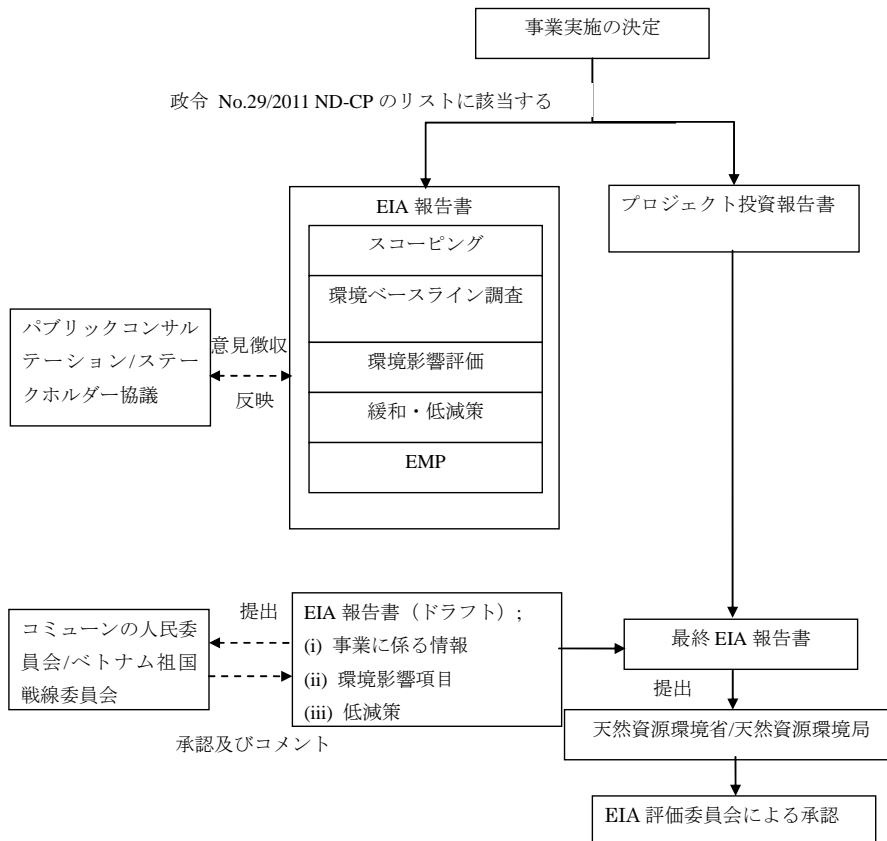 事業実施の決定
政令 No.29/2011 ND-CP のリストに該当する
EIA 報告書
プロジェクト投資報告書
スコーピング
環境ベースライン調査
環境影響評価
緩和・低減策
EMP
パブリックコンサル
テーション/ステー
クホルダー協議
意見徴収
反映
コミューンの人民委
員会/ベトナム祖国
戦線委員会
提出
承認及びコメント
EIA 報告書（ドラフト）;
(i) 事業に係る情報
(ii) 環境影響項目
(iii) 低減策
最終 EIA 報告書
提出
天然資源環境省/天然資源環境局
EIA 評価委員会による承認